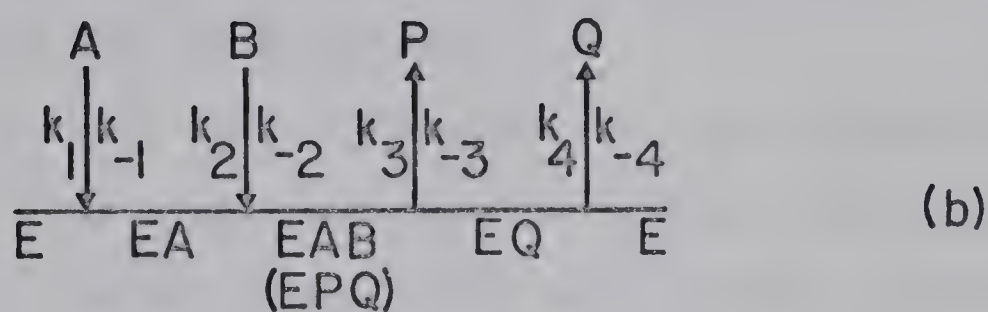 A B P Q
k1 k-1 k2 k-2 k3 k-3 k4 k-4
(b)
E EA EAB EQ E
(EPQ)